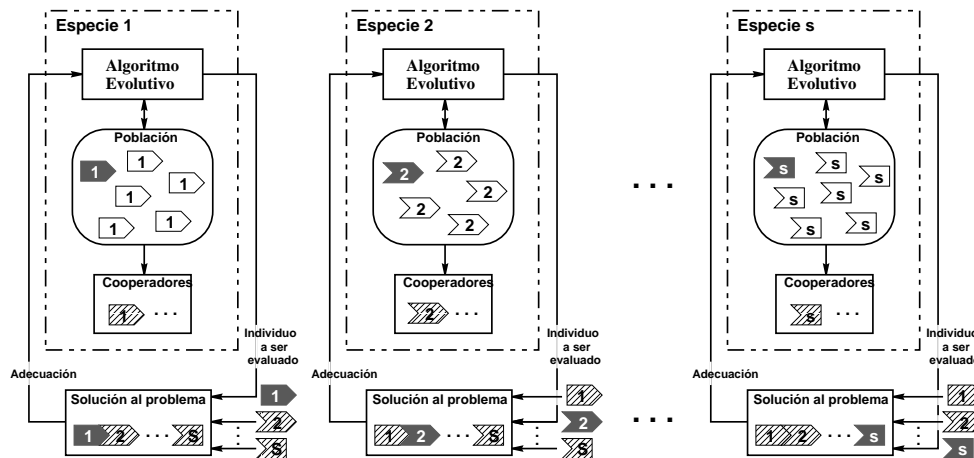 Especie 1
Algoritmo
Evolutivo
Población
1
1
1
1
1
1
Cooperadores
1 ...
Individuo
a ser
evaluado
Adecuación
Solución al problema
1 2 ... S
1
2
S
Especie 2
Algoritmo
Evolutivo
Población
2
2
2
2
2
Cooperadores
2 ...
Individuo
a ser
evaluado
Adecuación
Solución al problema
1 2 ... S
1
2
S
...
...
Especie s
Algoritmo
Evolutivo
Población
s
s
s
s
s
s
s
Cooperadores
s ...
Individuo
a ser
evaluado
Adecuación
Solución al problema
1 2 ... s
1
2
s